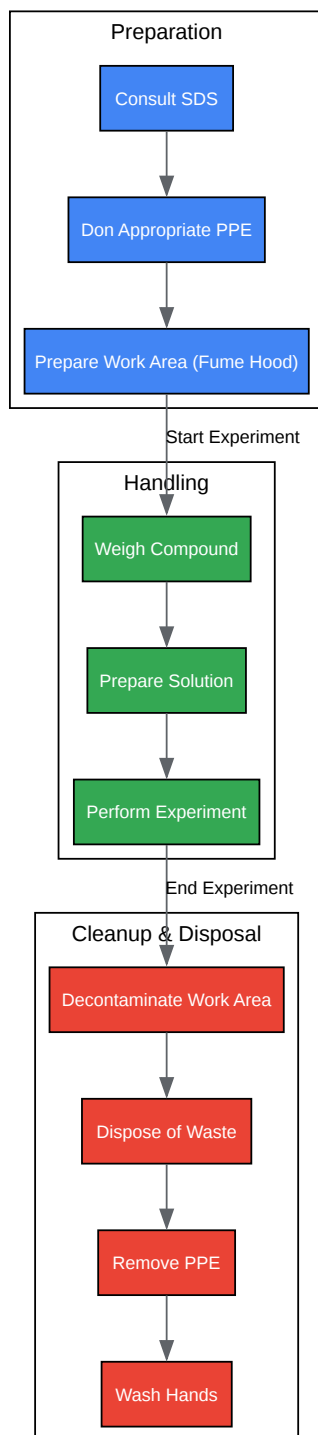 Preparation
Consult SDS
Don Appropriate PPE
Prepare Work Area (Fume Hood)
Start Experiment
Handling
Weigh Compound
Prepare Solution
Perform Experiment
End Experiment
Cleanup & Disposal
Decontaminate Work Area
Dispose of Waste
Remove PPE
Wash Hands